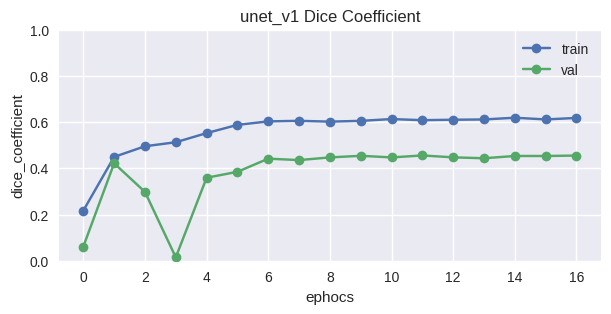 unet_v1 Dice Coefficient
dice_coefficient
1.0
0.8
0.6
0.4
0.2
0.0
train
val
0 2 4 6 8 10 12 14 16
ephocs